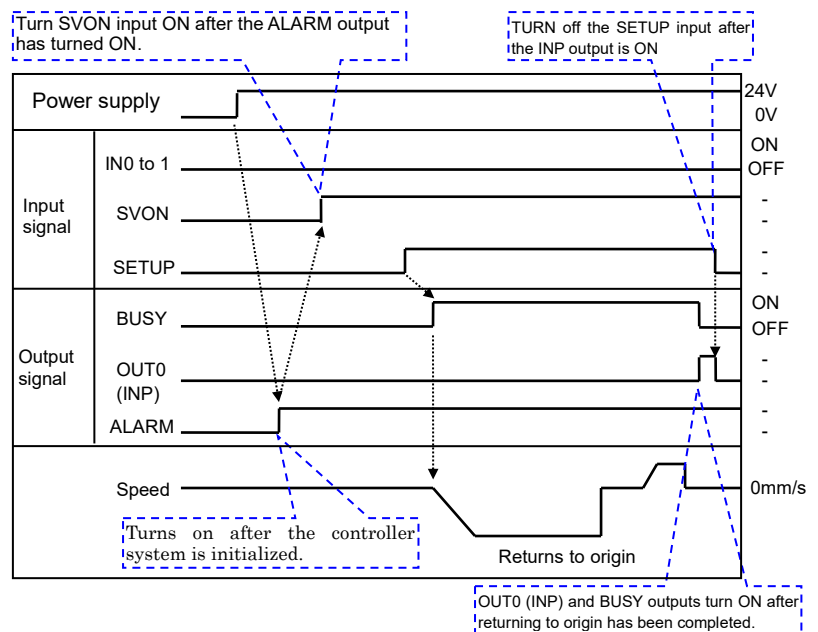 Turn SVON input ON after the ALARM output
has turned ON.
TURN off the SETUP input after
the INP output is ON
Power supply
24V
0V
Input
signal
IN0 to 1
ON
OFF
SVON
-
-
SETUP
-
-
Output
signal
BUSY
ON
OFF
OUT0
(INP)
-
-
ALARM
-
-
Speed
0mm/s
Turns on after the controller
system is initialized.
Returns to origin
OUT0 (INP) and BUSY outputs turn ON after
returning to origin has been completed.